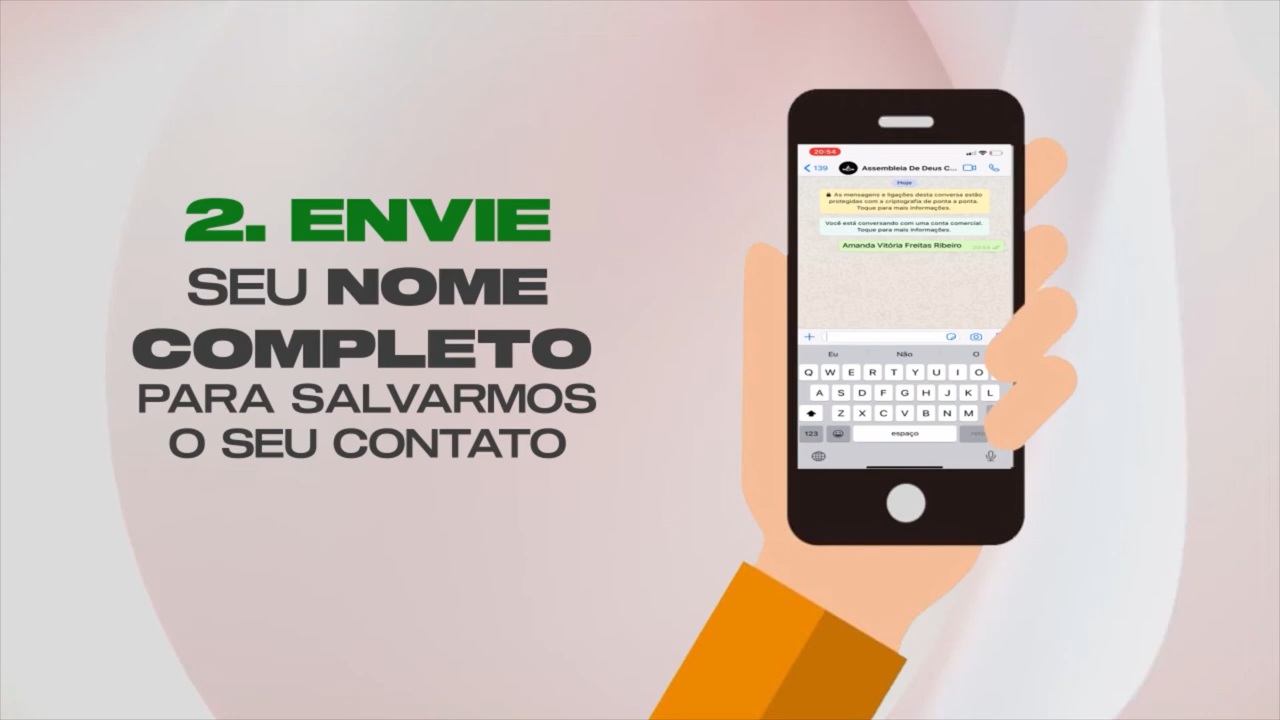 2. ENVIE
SEU NOME
COMPLETO
PARA SALVARMOS
O SEU CONTATO
20:54
139 Assembleia De Deus C...
Hoje
As mensagens e ligações desta conversa estão
protegidas com a criptografia de ponta a ponta.
Toque para mais informações.
Você está conversando com uma conta comercial.
Toque para mais informações.
Amanda Vitória Freitas Ribeiro 20:54
Eu Não O
Q W E R T Y U I O
A S D F G H J K L
Z X C V B N M
123 espaço